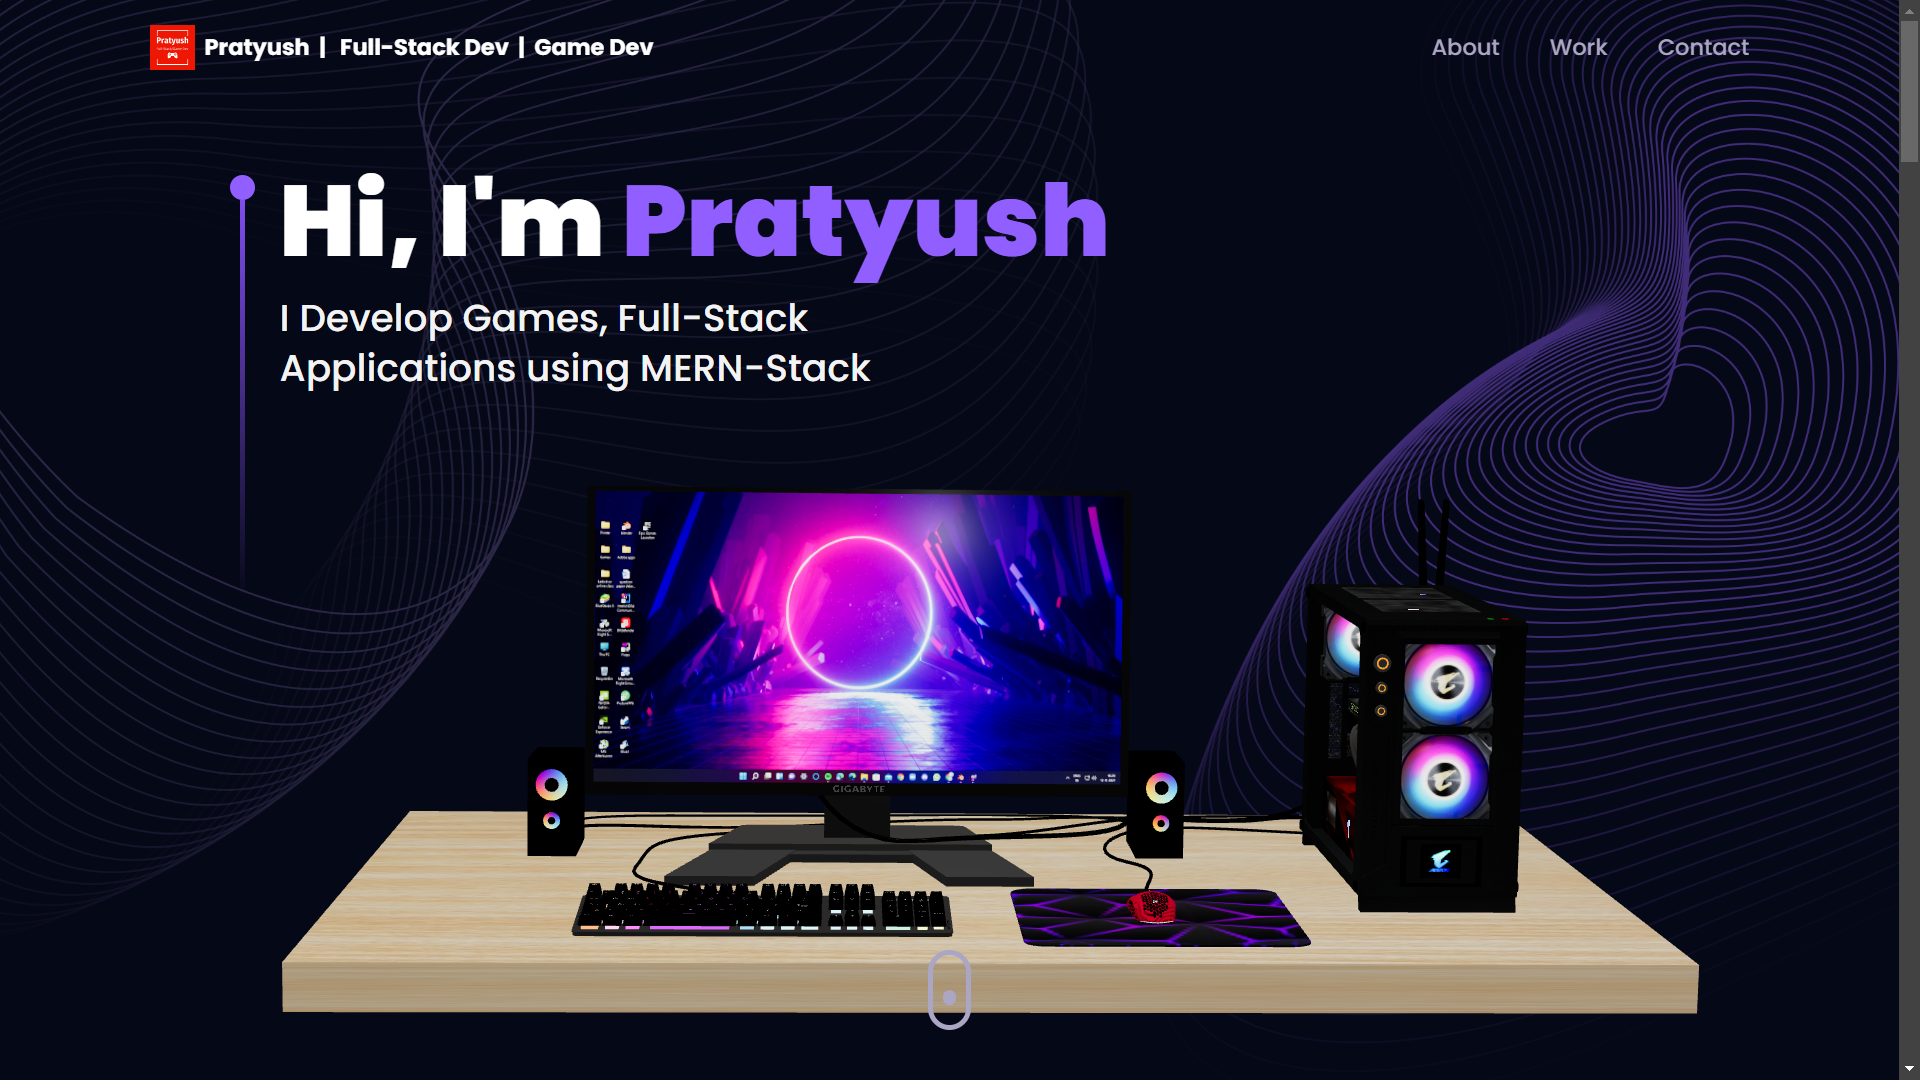 Pratyush
Pratyush | Full-Stack Dev | Game Dev
About
Work
Contact
Hi, I'm Pratyush
I Develop Games, Full-Stack
Applications using MERN-Stack
GIGABYTE